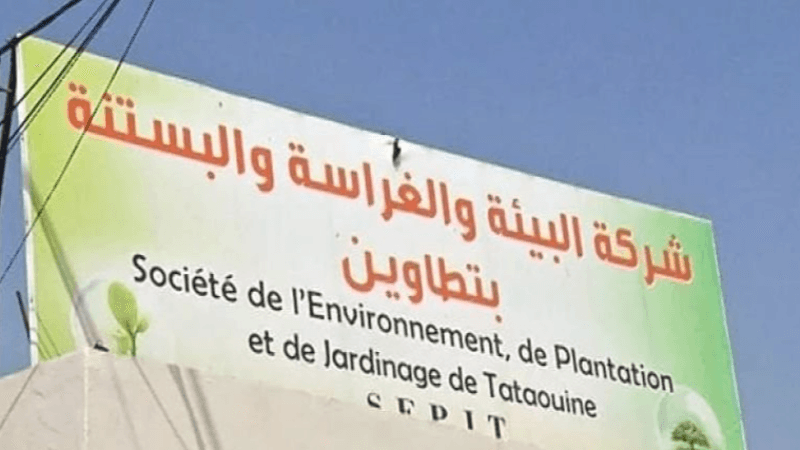 شركة البيئة والغراسة والبستنة
بتطاوين
Société de l'Environnement, de Plantation
et de Jardinage de Tataouine